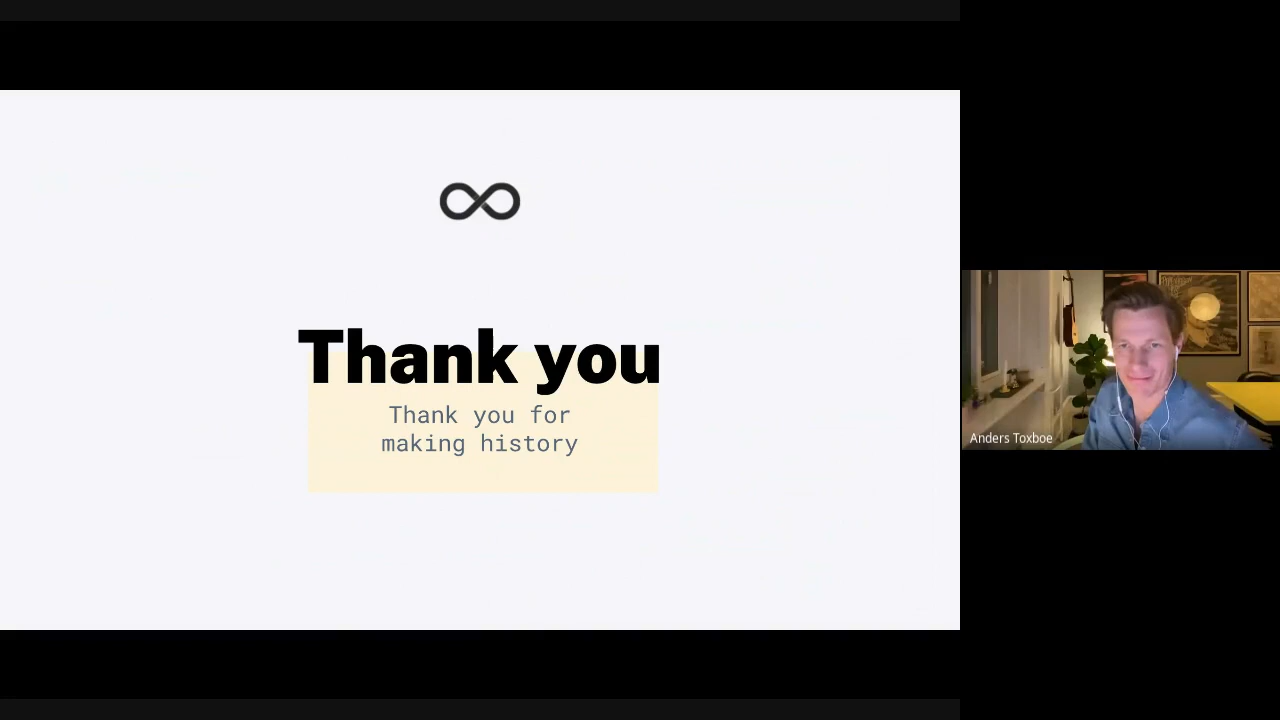 Thank you
Thank you for
making history
Anders Toxboe